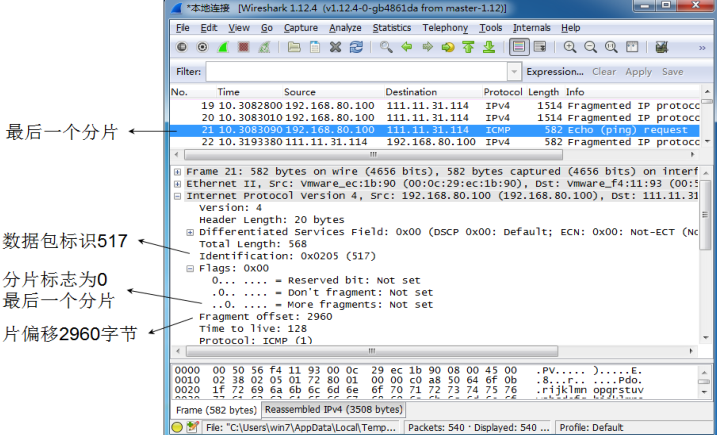 *本地连接 [Wireshark 1.12.4 (v1.12.4-0-gb4861da from master-1.12)]
File Edit View Go Capture Analyze Statistics Telephony Tools Internals Help
Filter: Expression... Clear Apply Save
No. Time Source Destination Protocol Length Info
19 10.3082800 192.168.80.100 111.11.31.114 IPv4 1514 Fragmented IP protoco
20 10.3083010 192.168.80.100 111.11.31.114 IPv4 1514 Fragmented IP protoco
最后一个分片
21 10.3083090 192.168.80.100 111.11.31.114 ICMP 582 Echo (ping) request
22 10.3193380 111.11.31.114 192.168.80.100 IPv4 582 Fragmented IP protoco
Frame 21: 582 bytes on wire (4656 bits), 582 bytes captured (4656 bits) on interf
Ethernet II, Src: Vmware_ec:1b:90 (00:0c:29:ec:1b:90), Dst: Vmware_f4:11:93 (00:5
Internet Protocol Version 4, Src: 192.168.80.100 (192.168.80.100), Dst: 111.11.31
Version: 4
Header Length: 20 bytes
Differentiated Services Field: 0x00 (DSCP 0x00: Default; ECN: 0x00: Not-ECT (No
Total Length: 568
数据包标识517
Identification: 0x0205 (517)
Flags: 0x00
0... .... = Reserved bit: Not set
分片标志为0
.0.. .... = Don't fragment: Not set
最后一个分片
..0. .... = More fragments: Not set
Fragment offset: 2960
片偏移2960字节
Time to live: 128
Protocol: ICMP (1)
0000 00 50 56 f4 11 93 00 0c 29 ec 1b 90 08 00 45 00 .PV..... ).....E.
0010 02 38 02 05 01 72 80 01 00 00 c0 a8 50 64 6f 0b .8...r.. ....Pdo.
0020 1f 72 69 6a 6b 6c 6d 6e 6f 70 71 72 73 74 75 76 .rijklmn opqrstuv
Frame (582 bytes) Reassembled IPv4 (3508 bytes)
File: "C:\Users\win7\AppData\Local\Temp... Packets: 540 · Displayed: 540 ... Profile: Default